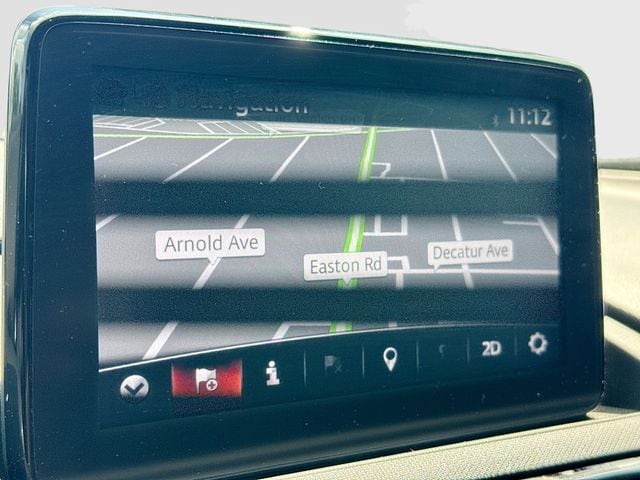 Navigation
11:12
Arnold Ave
Easton Rd
Decatur Ave
2D